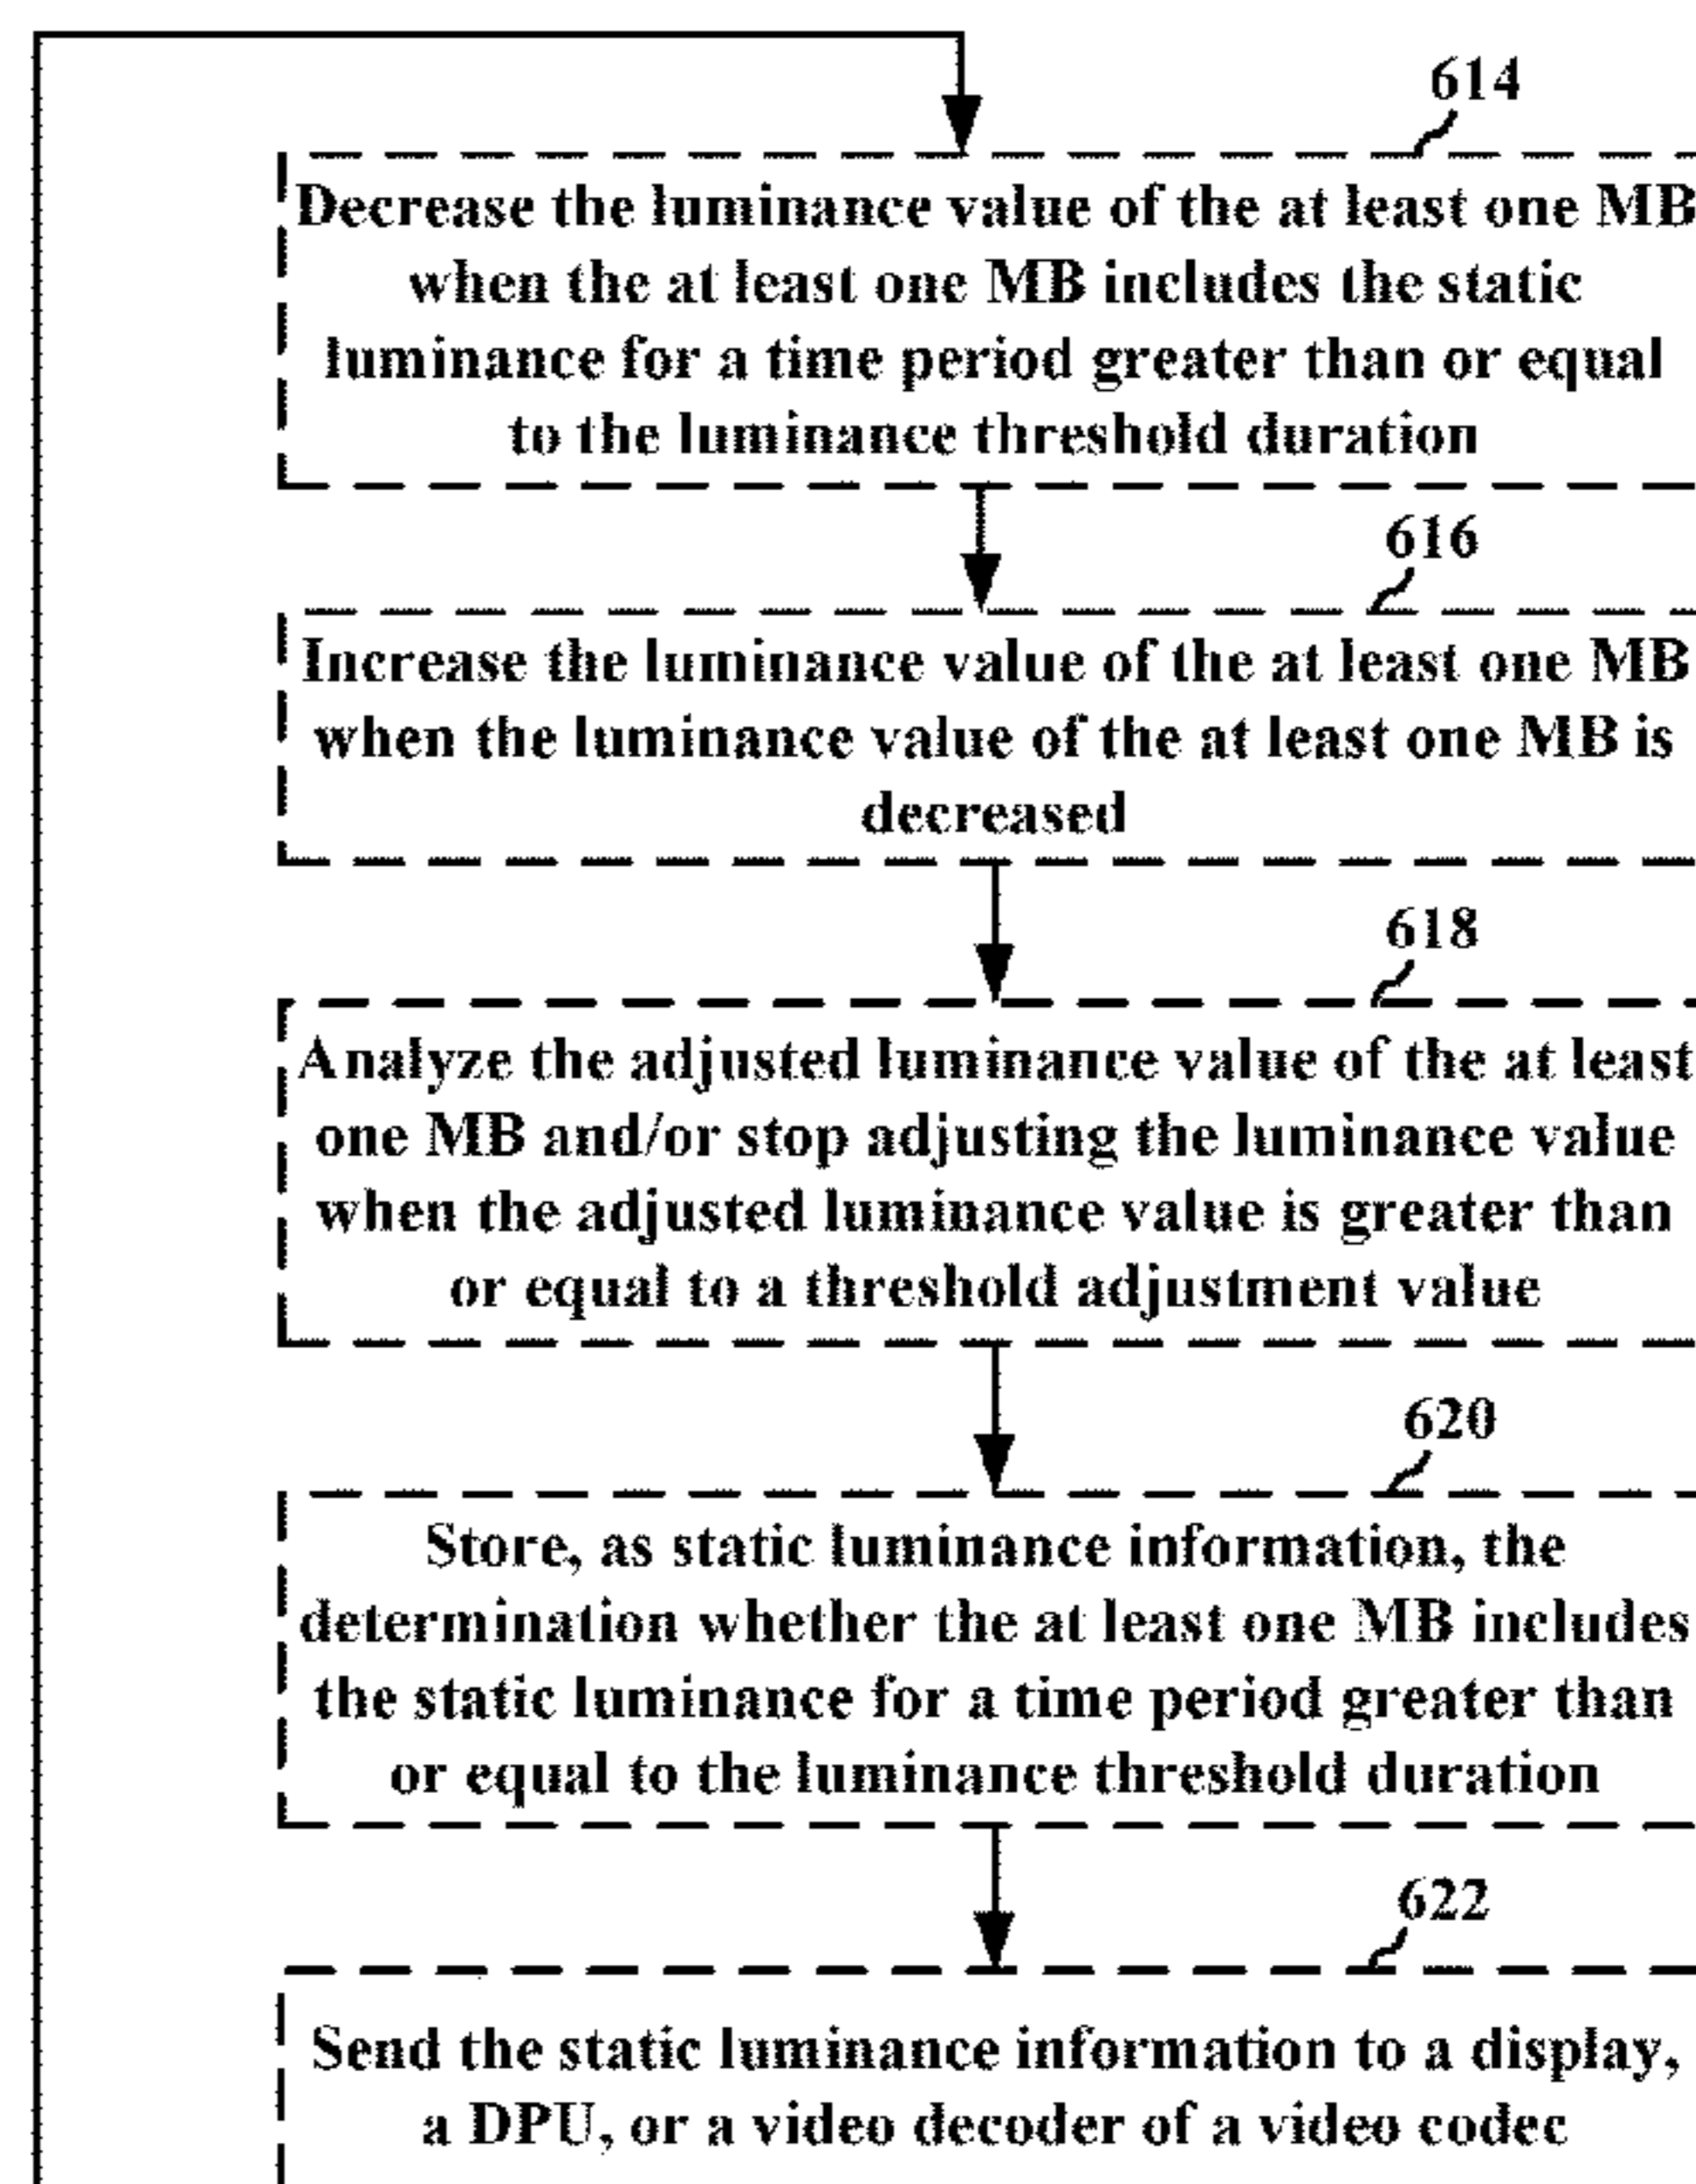 614
Decrease the luminance value of the at least one MB
when the at least one MB includes the static
luminance for a time period greater than or equal
to the luminance threshold duration
616
Increase the luminance value of the at least one MB
when the luminance value of the at least one MB is
decreased
618
Analyze the adjusted luminance value of the at least
one MB and/or stop adjusting the luminance value
when the adjusted luminance value is greater than
or equal to a threshold adjustment value
620
Store, as static luminance information, the
determination whether the at least one MB includes
the static luminance for a time period greater than
or equal to the luminance threshold duration
622
Send the static luminance information to a display,
a DPU, or a video decoder of a video codec